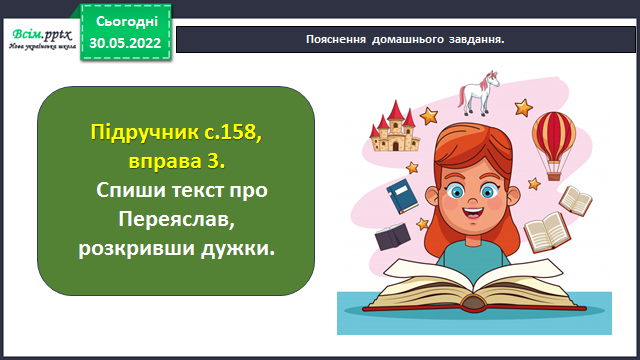 Всім.pptx
Нова українська школа
Сьогодні
30.05.2022
Пояснення домашнього завдання.
Підручник с.158,
вправа 3.
Спиши текст про
Переяслав,
розкривши дужки.